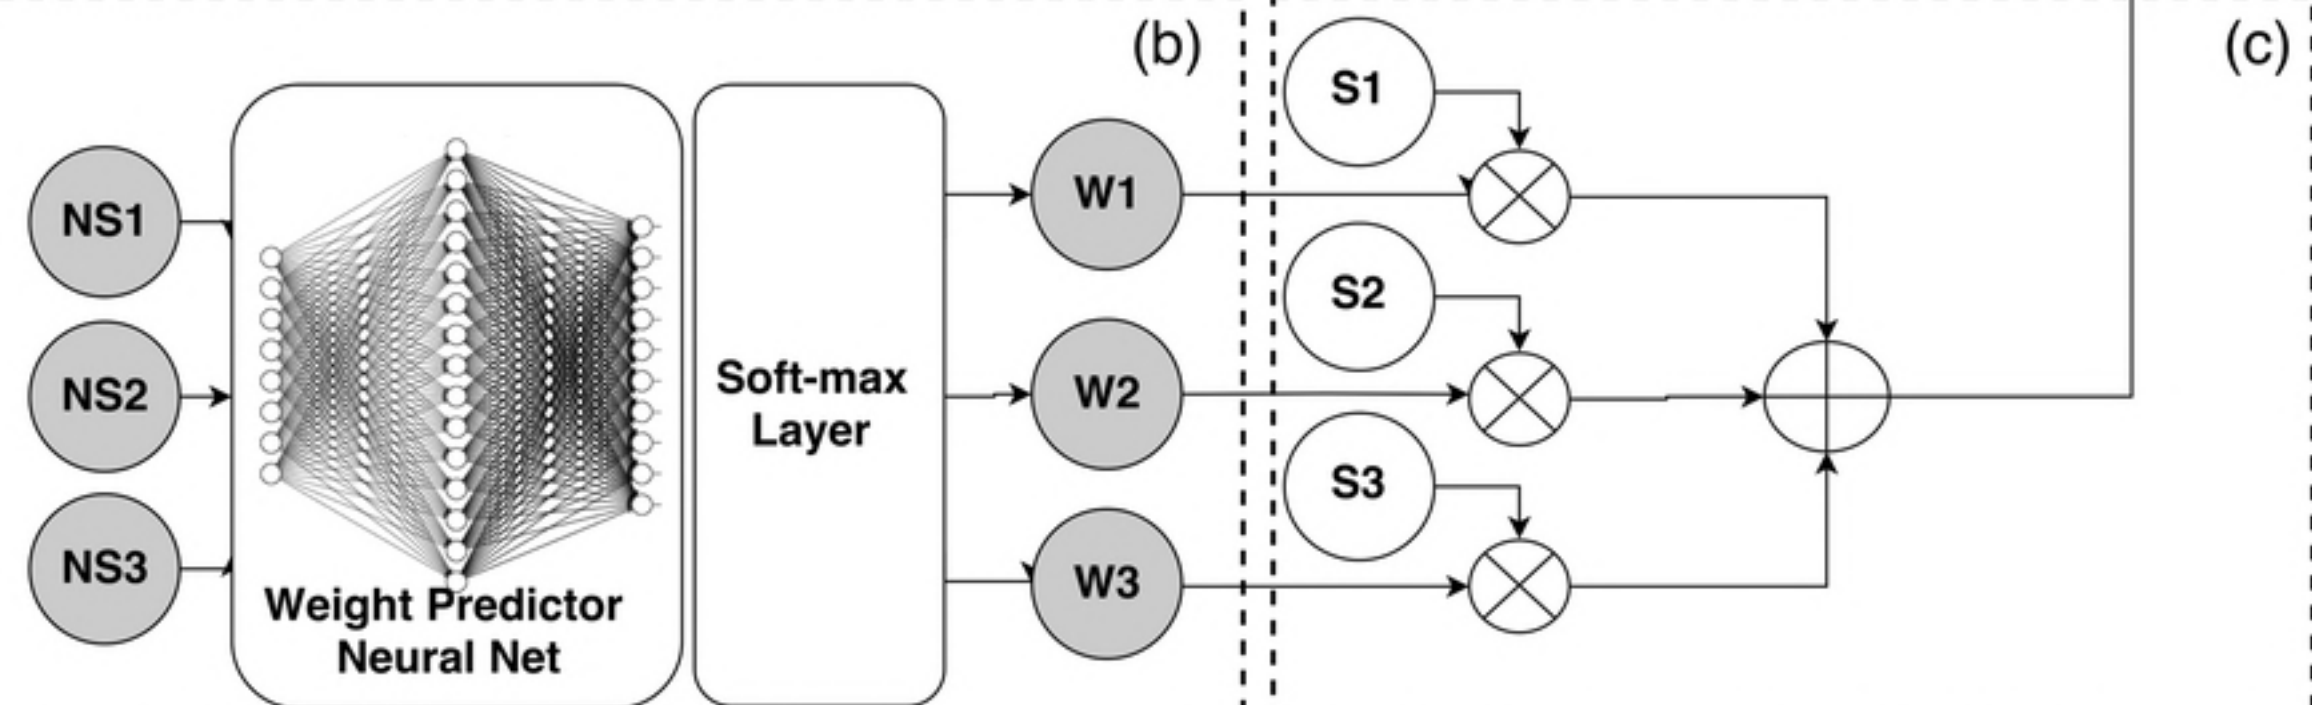 (b)
(c)
S1
NS1
W1
S2
NS2
Soft-max
Layer
W2
S3
NS3
W3
Weight Predictor
Neural Net